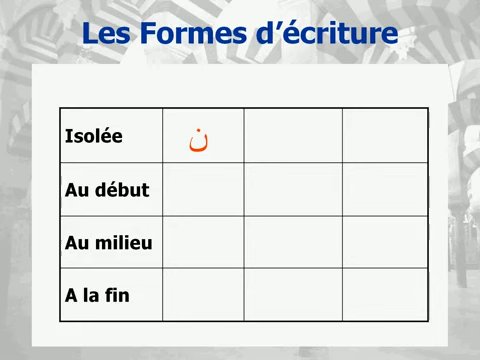 Les Formes d'écriture
Isolée ن
Au début
Au milieu
A la fin